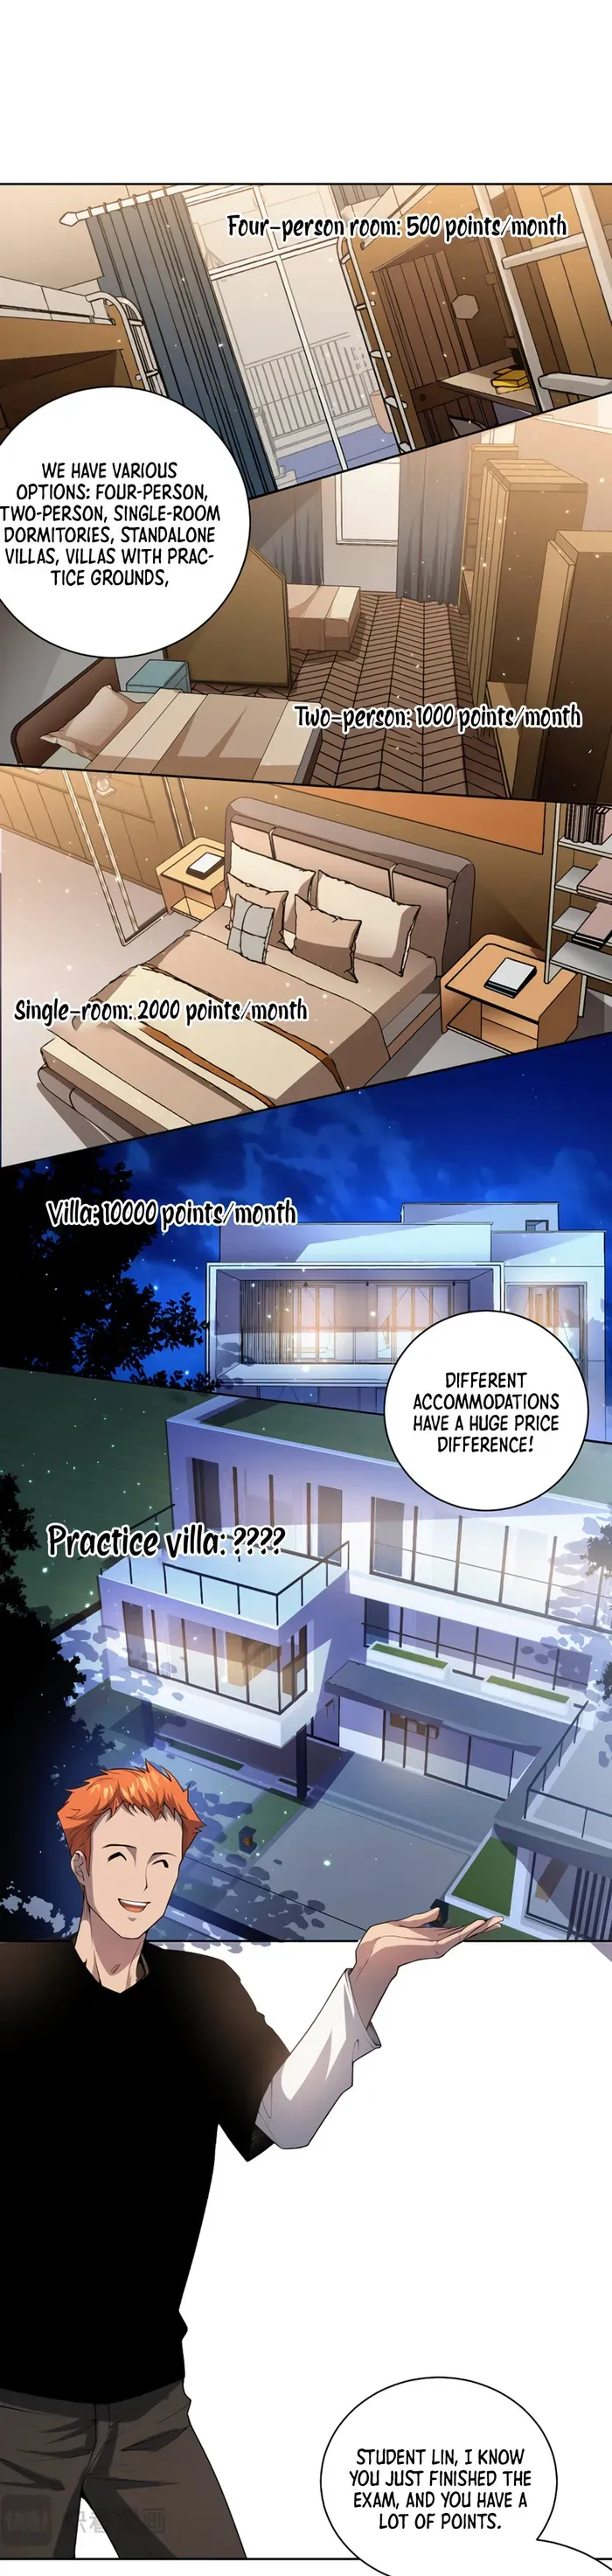 Four-person room: 500 points/month
WE HAVE VARIOUS
OPTIONS: FOUR-PERSON,
TWO-PERSON, SINGLE-ROOM
DORMITORIES, STANDALONE
VILLAS, VILLAS WITH PRAC-
TICE GROUNDS,
Two-person: 1000 points/month
Single-room: 2000 points/month
Villa: 10000 points/month
DIFFERENT
ACCOMMODATIONS
HAVE A HUGE PRICE
DIFFERENCE!
Practice villa: ????
STUDENT LIN, I KNOW
YOU JUST FINISHED THE
EXAM, AND YOU HAVE A
LOT OF POINTS.